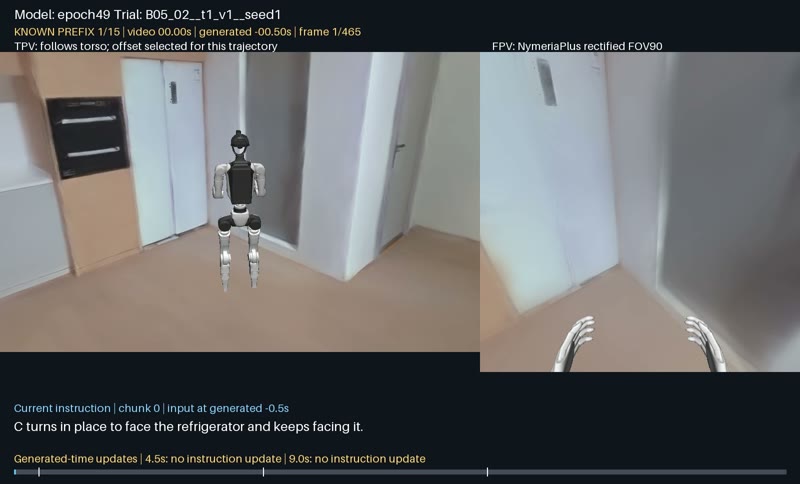 Model: epoch49 Trial: B05_02__t1_v1__seed1
KNOWN PREFIX 1/15 | video 00.00s | generated -00.50s | frame 1/465
TPV: follows torso; offset selected for this trajectory
FPV: NymeriaPlus rectified FOV90
Current instruction | chunk 0 | input at generated -0.5s
C turns in place to face the refrigerator and keeps facing it.
Generated-time updates | 4.5s: no instruction update | 9.0s: no instruction update